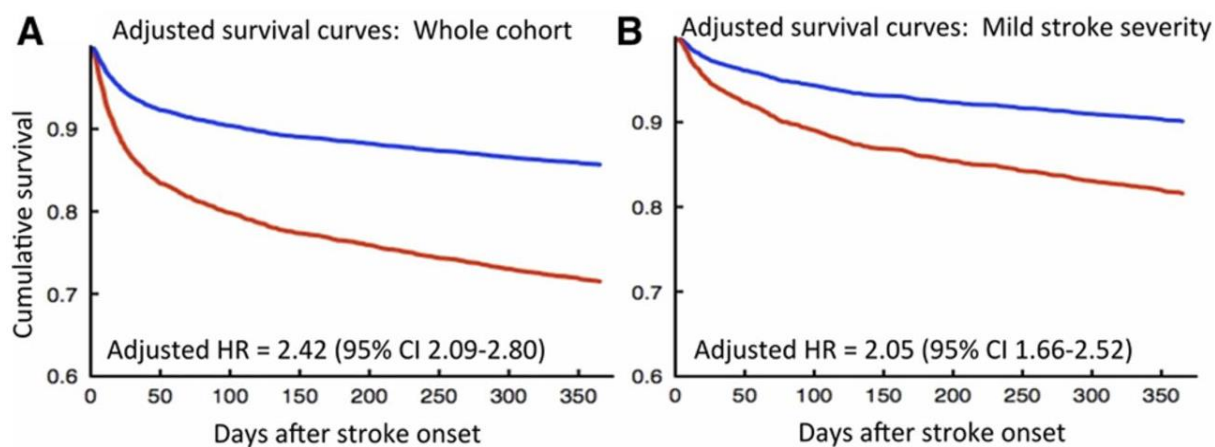 A
Adjusted survival curves: Whole cohort
Cumulative survival
0.9
0.8
0.7
0.6
Adjusted HR = 2.42 (95% CI 2.09-2.80)
0 50 100 150 200 250 300 350
Days after stroke onset
B
Adjusted survival curves: Mild stroke severity
0.9
0.8
0.7
0.6
Adjusted HR = 2.05 (95% CI 1.66-2.52)
0 50 100 150 200 250 300 350
Days after stroke onset